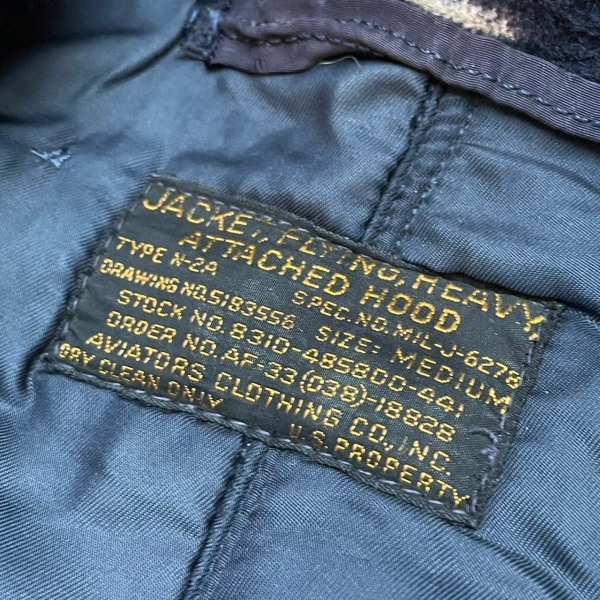 JACKET, FLYING, HEAVY,
ATTACHED HOOD
TYPE N-2A SPEC. NO. MIL-J-6278
DRAWING NO. 5193556 SIZE: MEDIUM
STOCK NO. 8310-485800-441
ORDER NO. AF-33(038)-18828
AVIATORS CLOTHING CO., INC.
DRY CLEAN ONLY U.S. PROPERTY